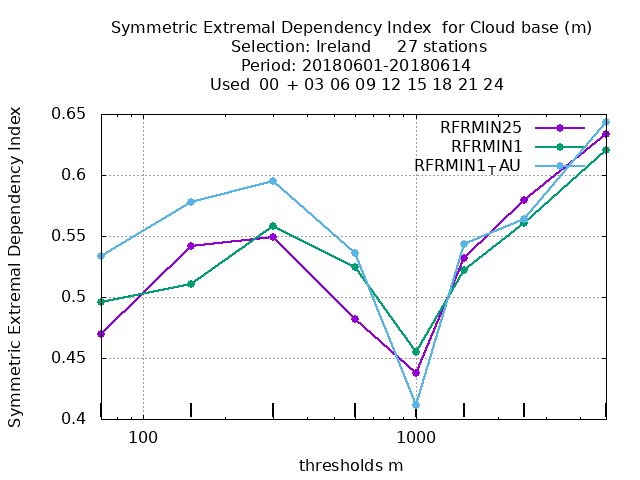 Symmetric Extremal Dependency Index  for Cloud base (m)
Selection: Ireland     27 stations
Period: 20180601-20180614
Used  00 + 03 06 09 12 15 18 21 24
Symmetric Extremal Dependency Index
0.65
0.6
0.55
0.5
0.45
0.4
RFRMIN25
RFRMIN1
RFRMIN1_TAU
100
1000
thresholds m